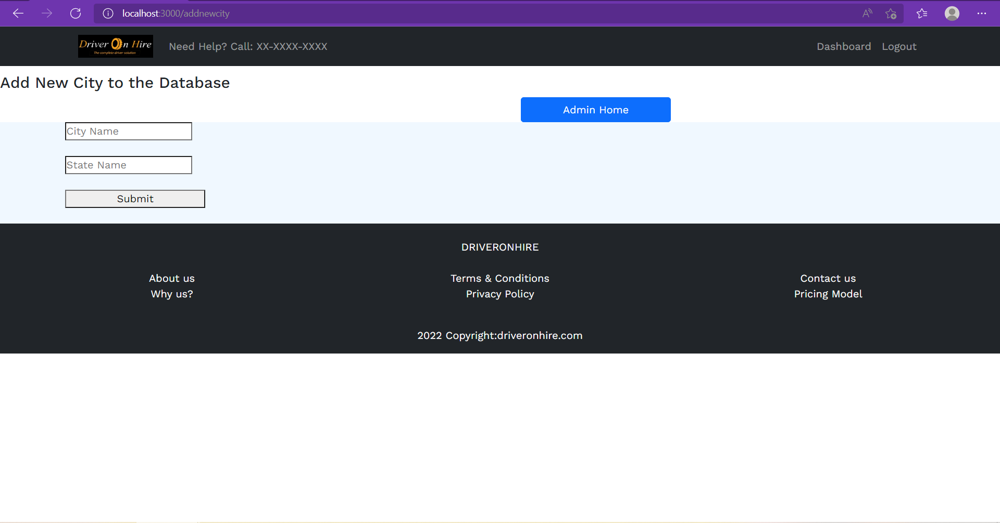 localhost:3000/addnewcity
Driver On Hire
The complete driver solution
Need Help? Call: XX-XXXX-XXXX
Dashboard
Logout
Add New City to the Database
Admin Home
City Name
State Name
Submit
DRIVERONHIRE
About us
Terms & Conditions
Contact us
Why us?
Privacy Policy
Pricing Model
2022 Copyright:driveronhire.com